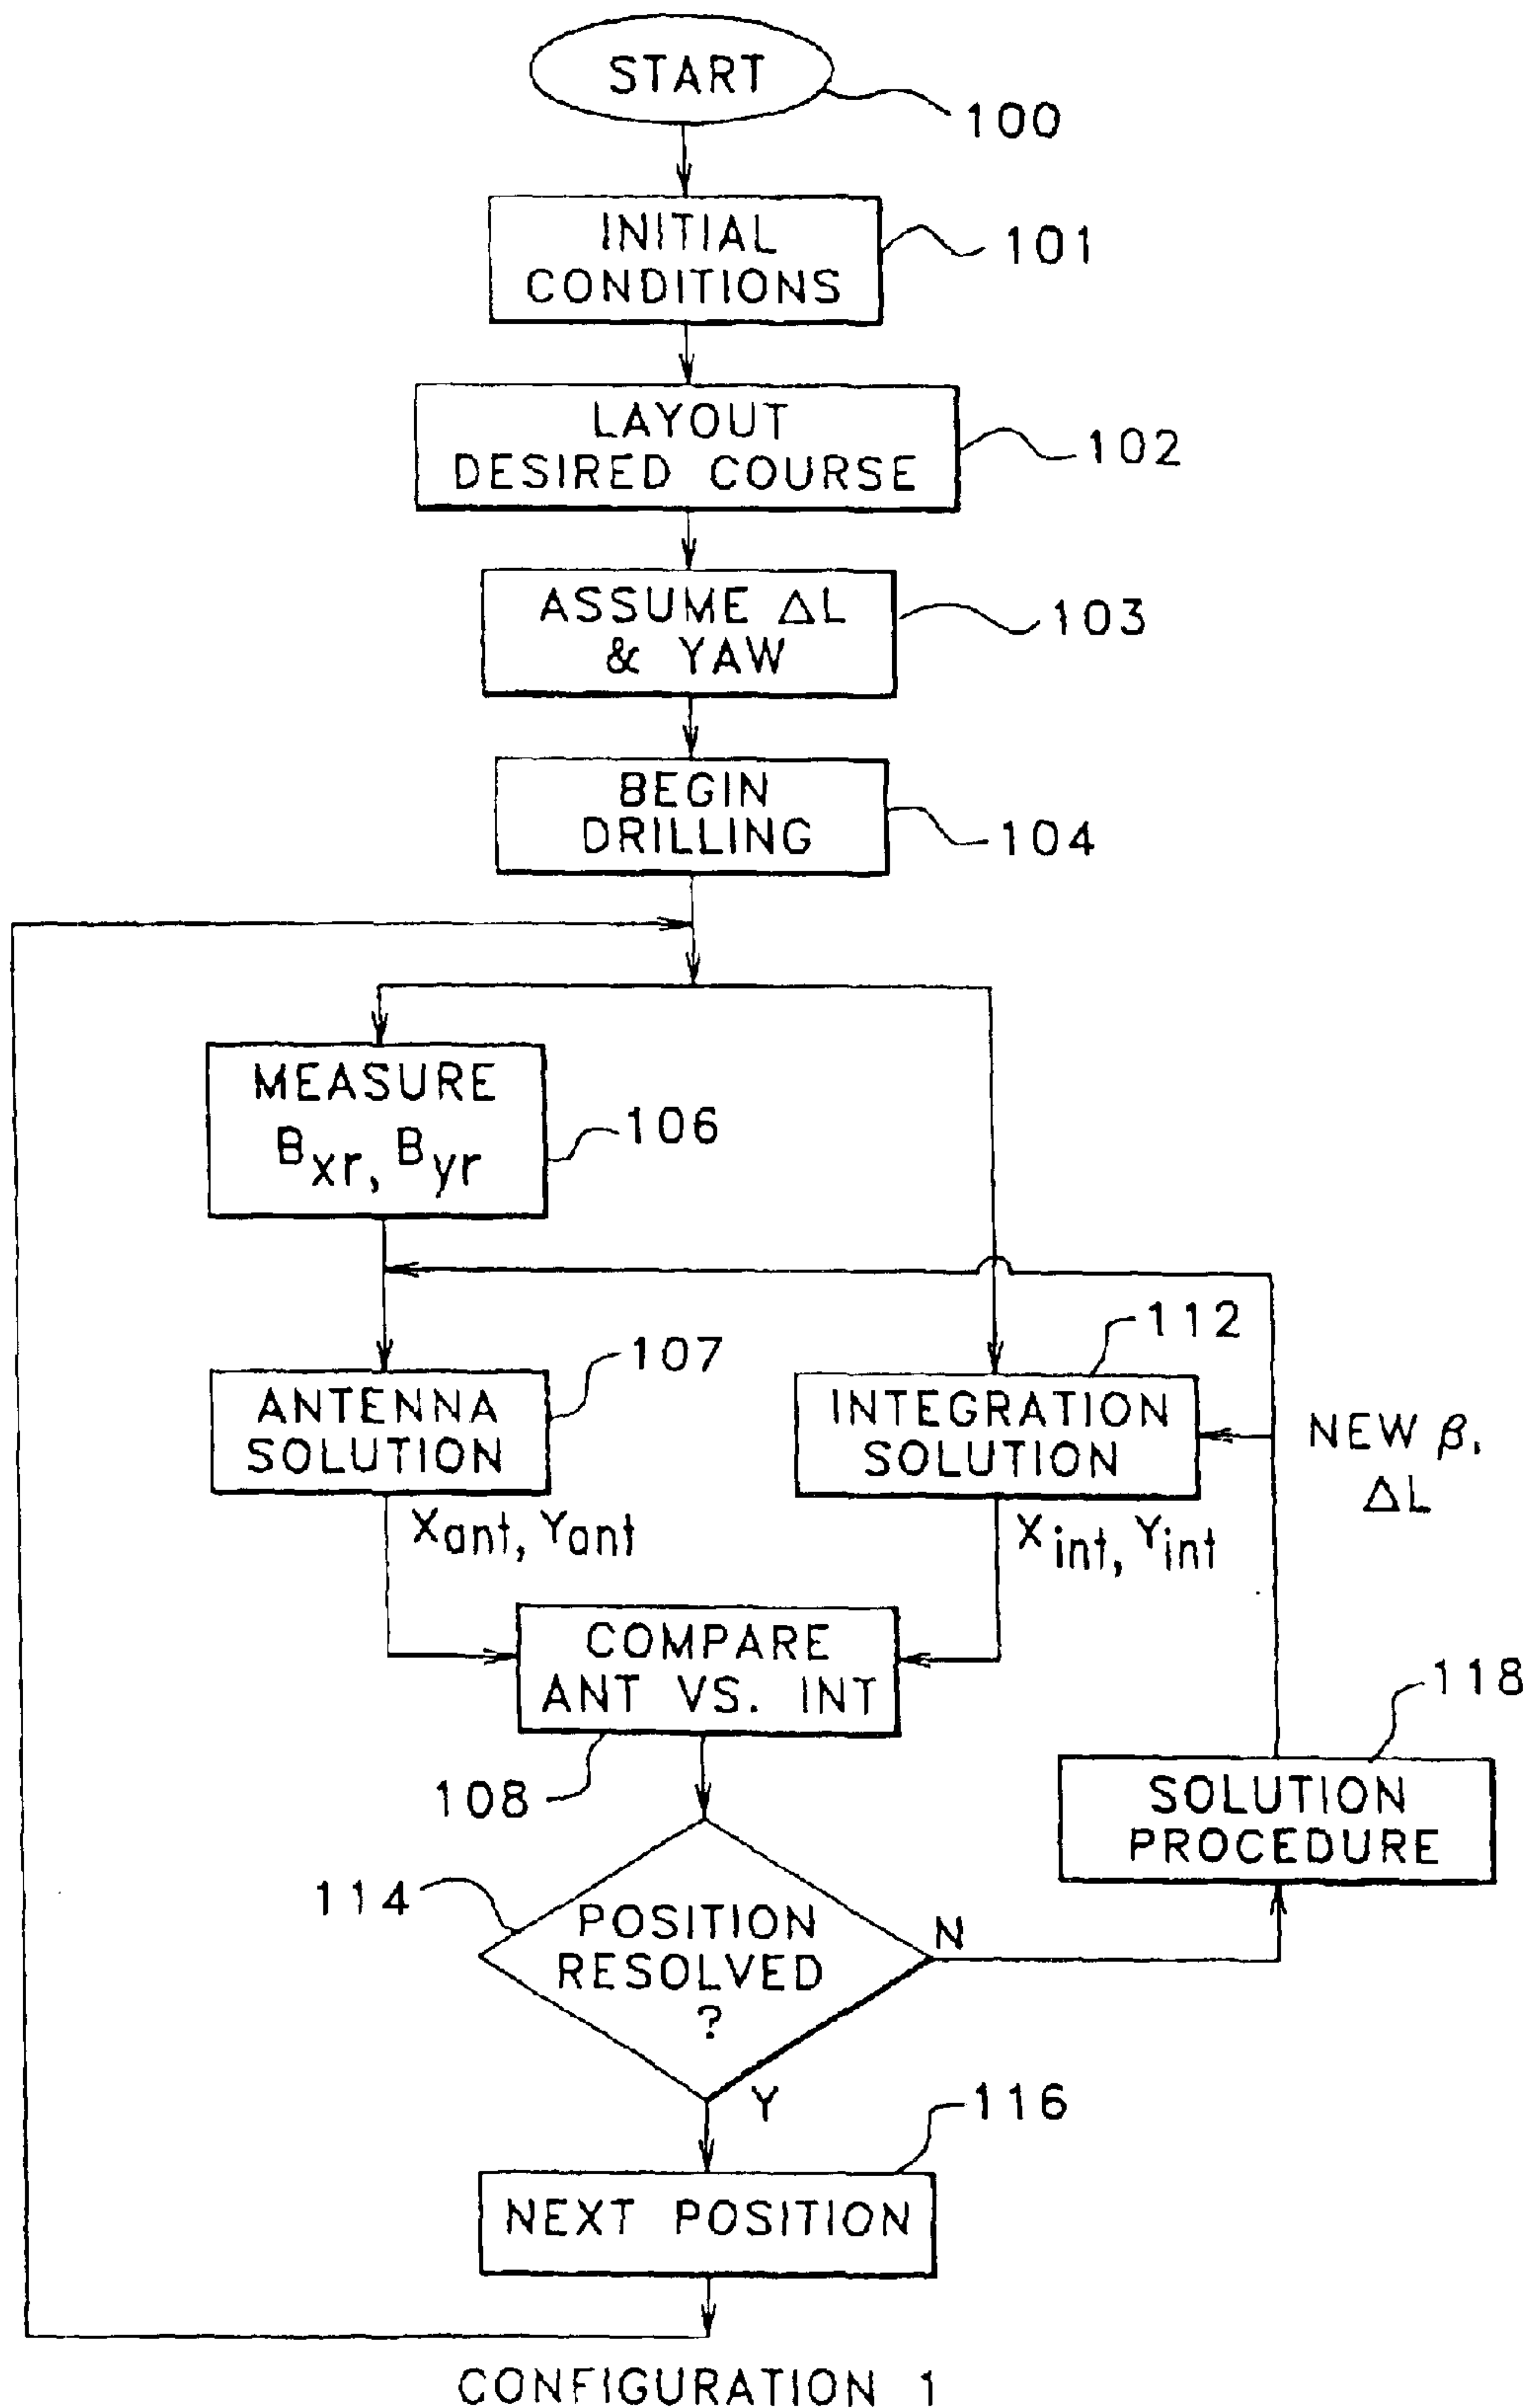 START
100
INITIAL
CONDITIONS
101
LAYOUT
DESIRED COURSE
102
ASSUME ΔL
& YAW
103
BEGIN
DRILLING
104
MEASURE
Bxr, Byr
106
ANTENNA
SOLUTION
107
INTEGRATION
SOLUTION
112
NEW β,
ΔL
Xant, Yant
Xint, Yint
COMPARE
ANT VS. INT
108
SOLUTION
PROCEDURE
118
POSITION
RESOLVED
?
114
N
Y
NEXT POSITION
116
CONFIGURATION 1